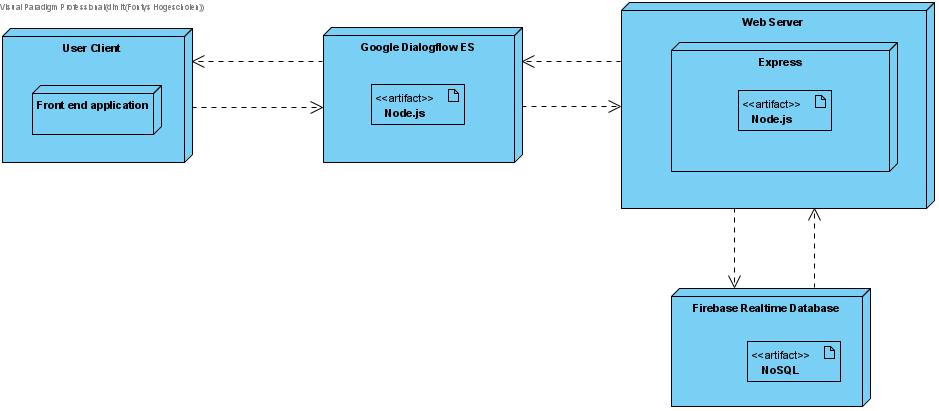 Visual Paradigm Professional(dimit(Fontys Hogescholen))
User Client
Front end application
Google Dialogflow ES
<<artifact>>
Node.js
Web Server
Express
<<artifact>>
Node.js
Firebase Realtime Database
<<artifact>>
NoSQL